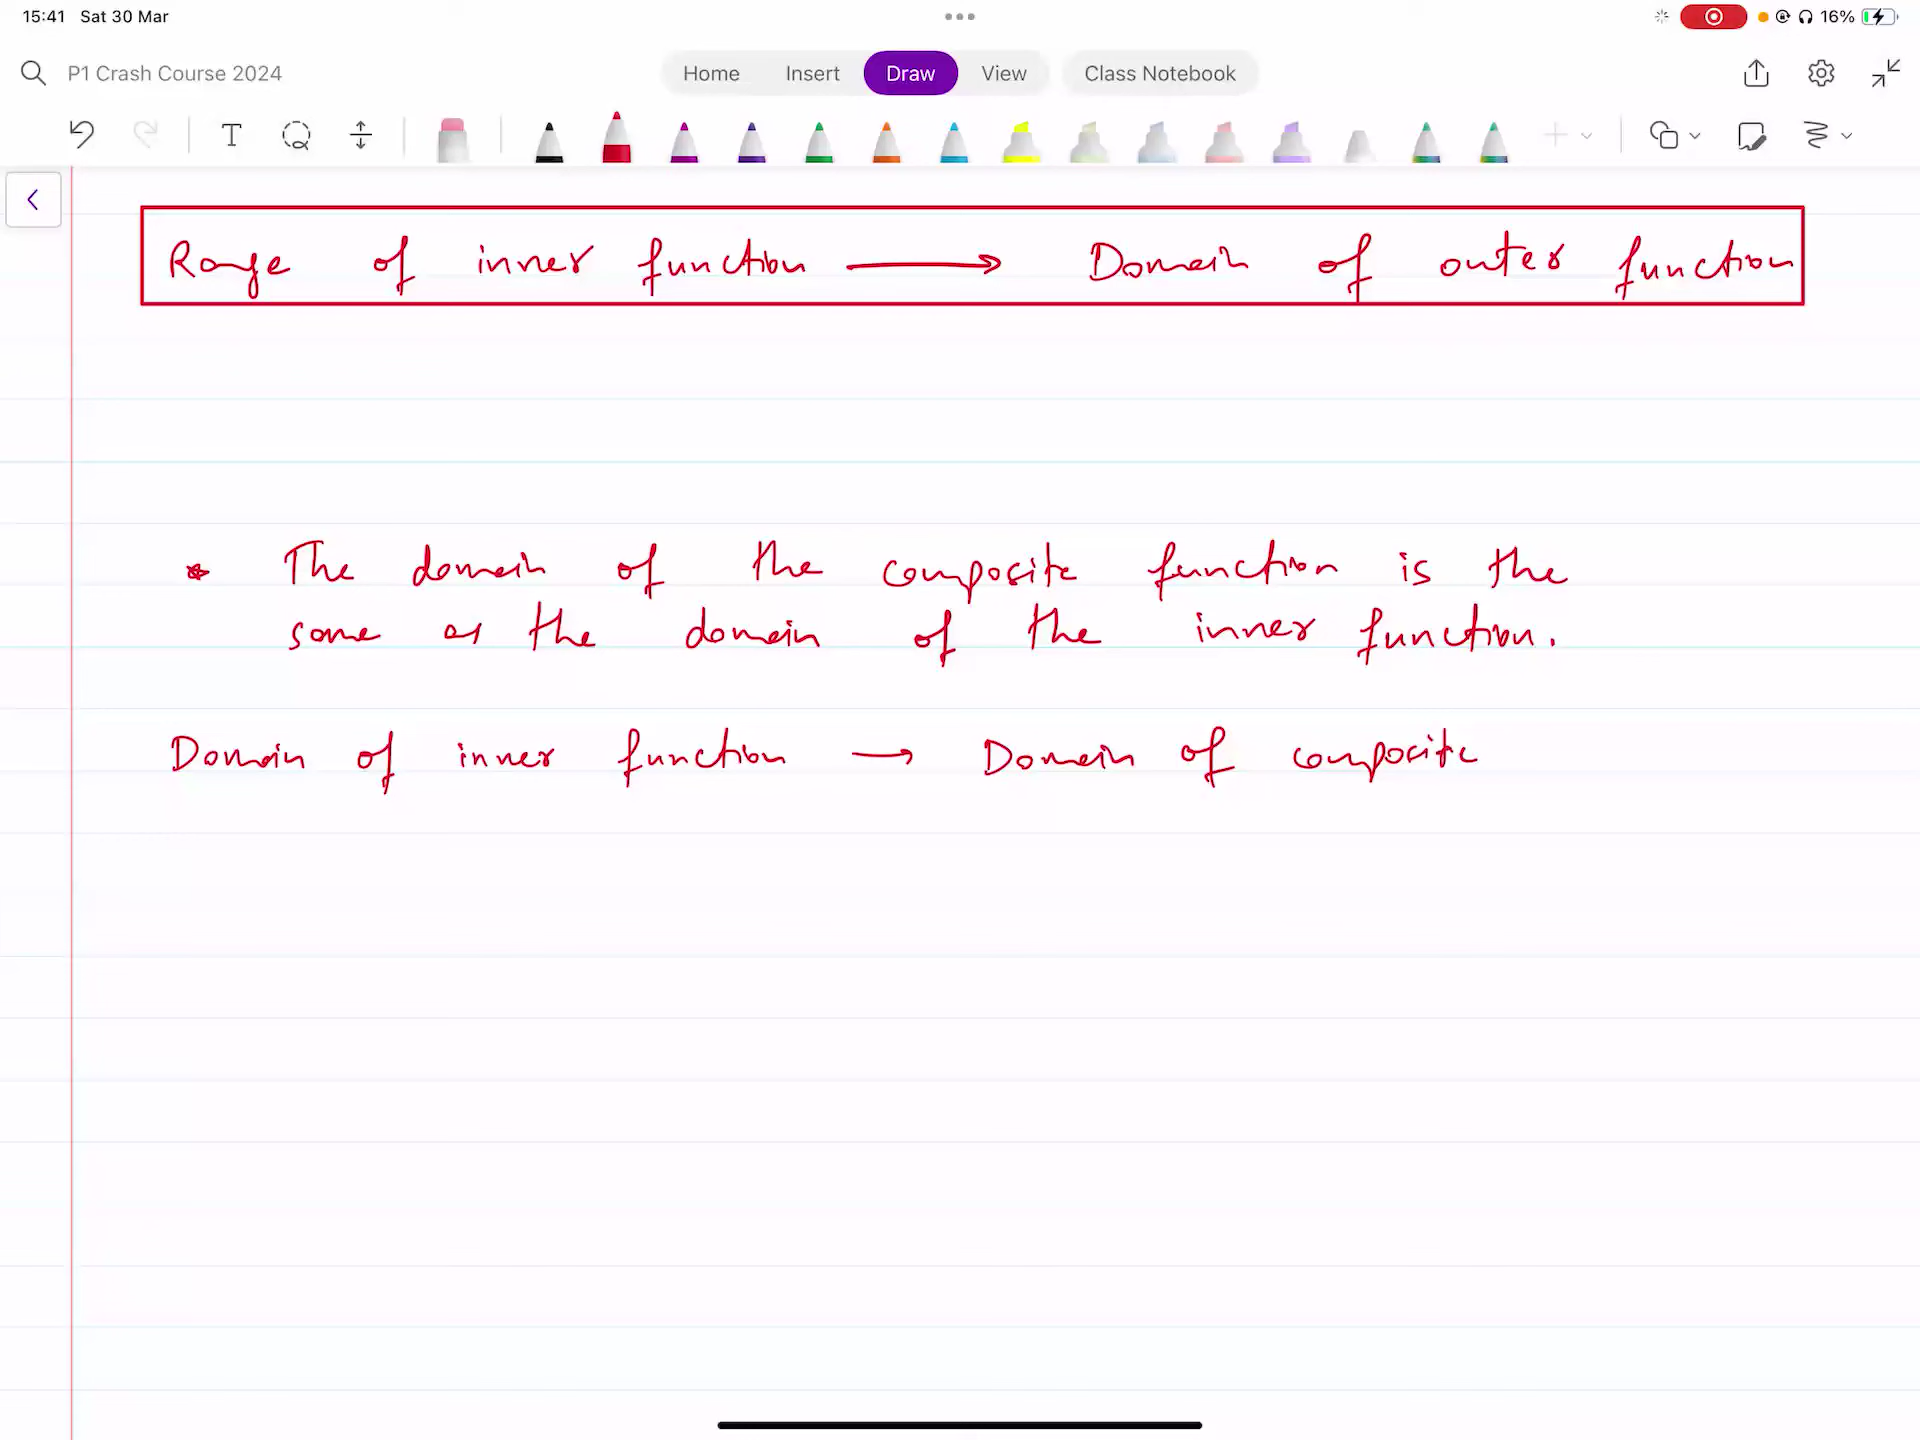 15:41 Sat 30 Mar
16%
P1 Crash Course 2024
Home Insert Draw View Class Notebook
T
Range of inner function → Domain of outer function
* The domain of the composite function is the
same as the domain of the inner function.
Domain of inner function → Domain of composite